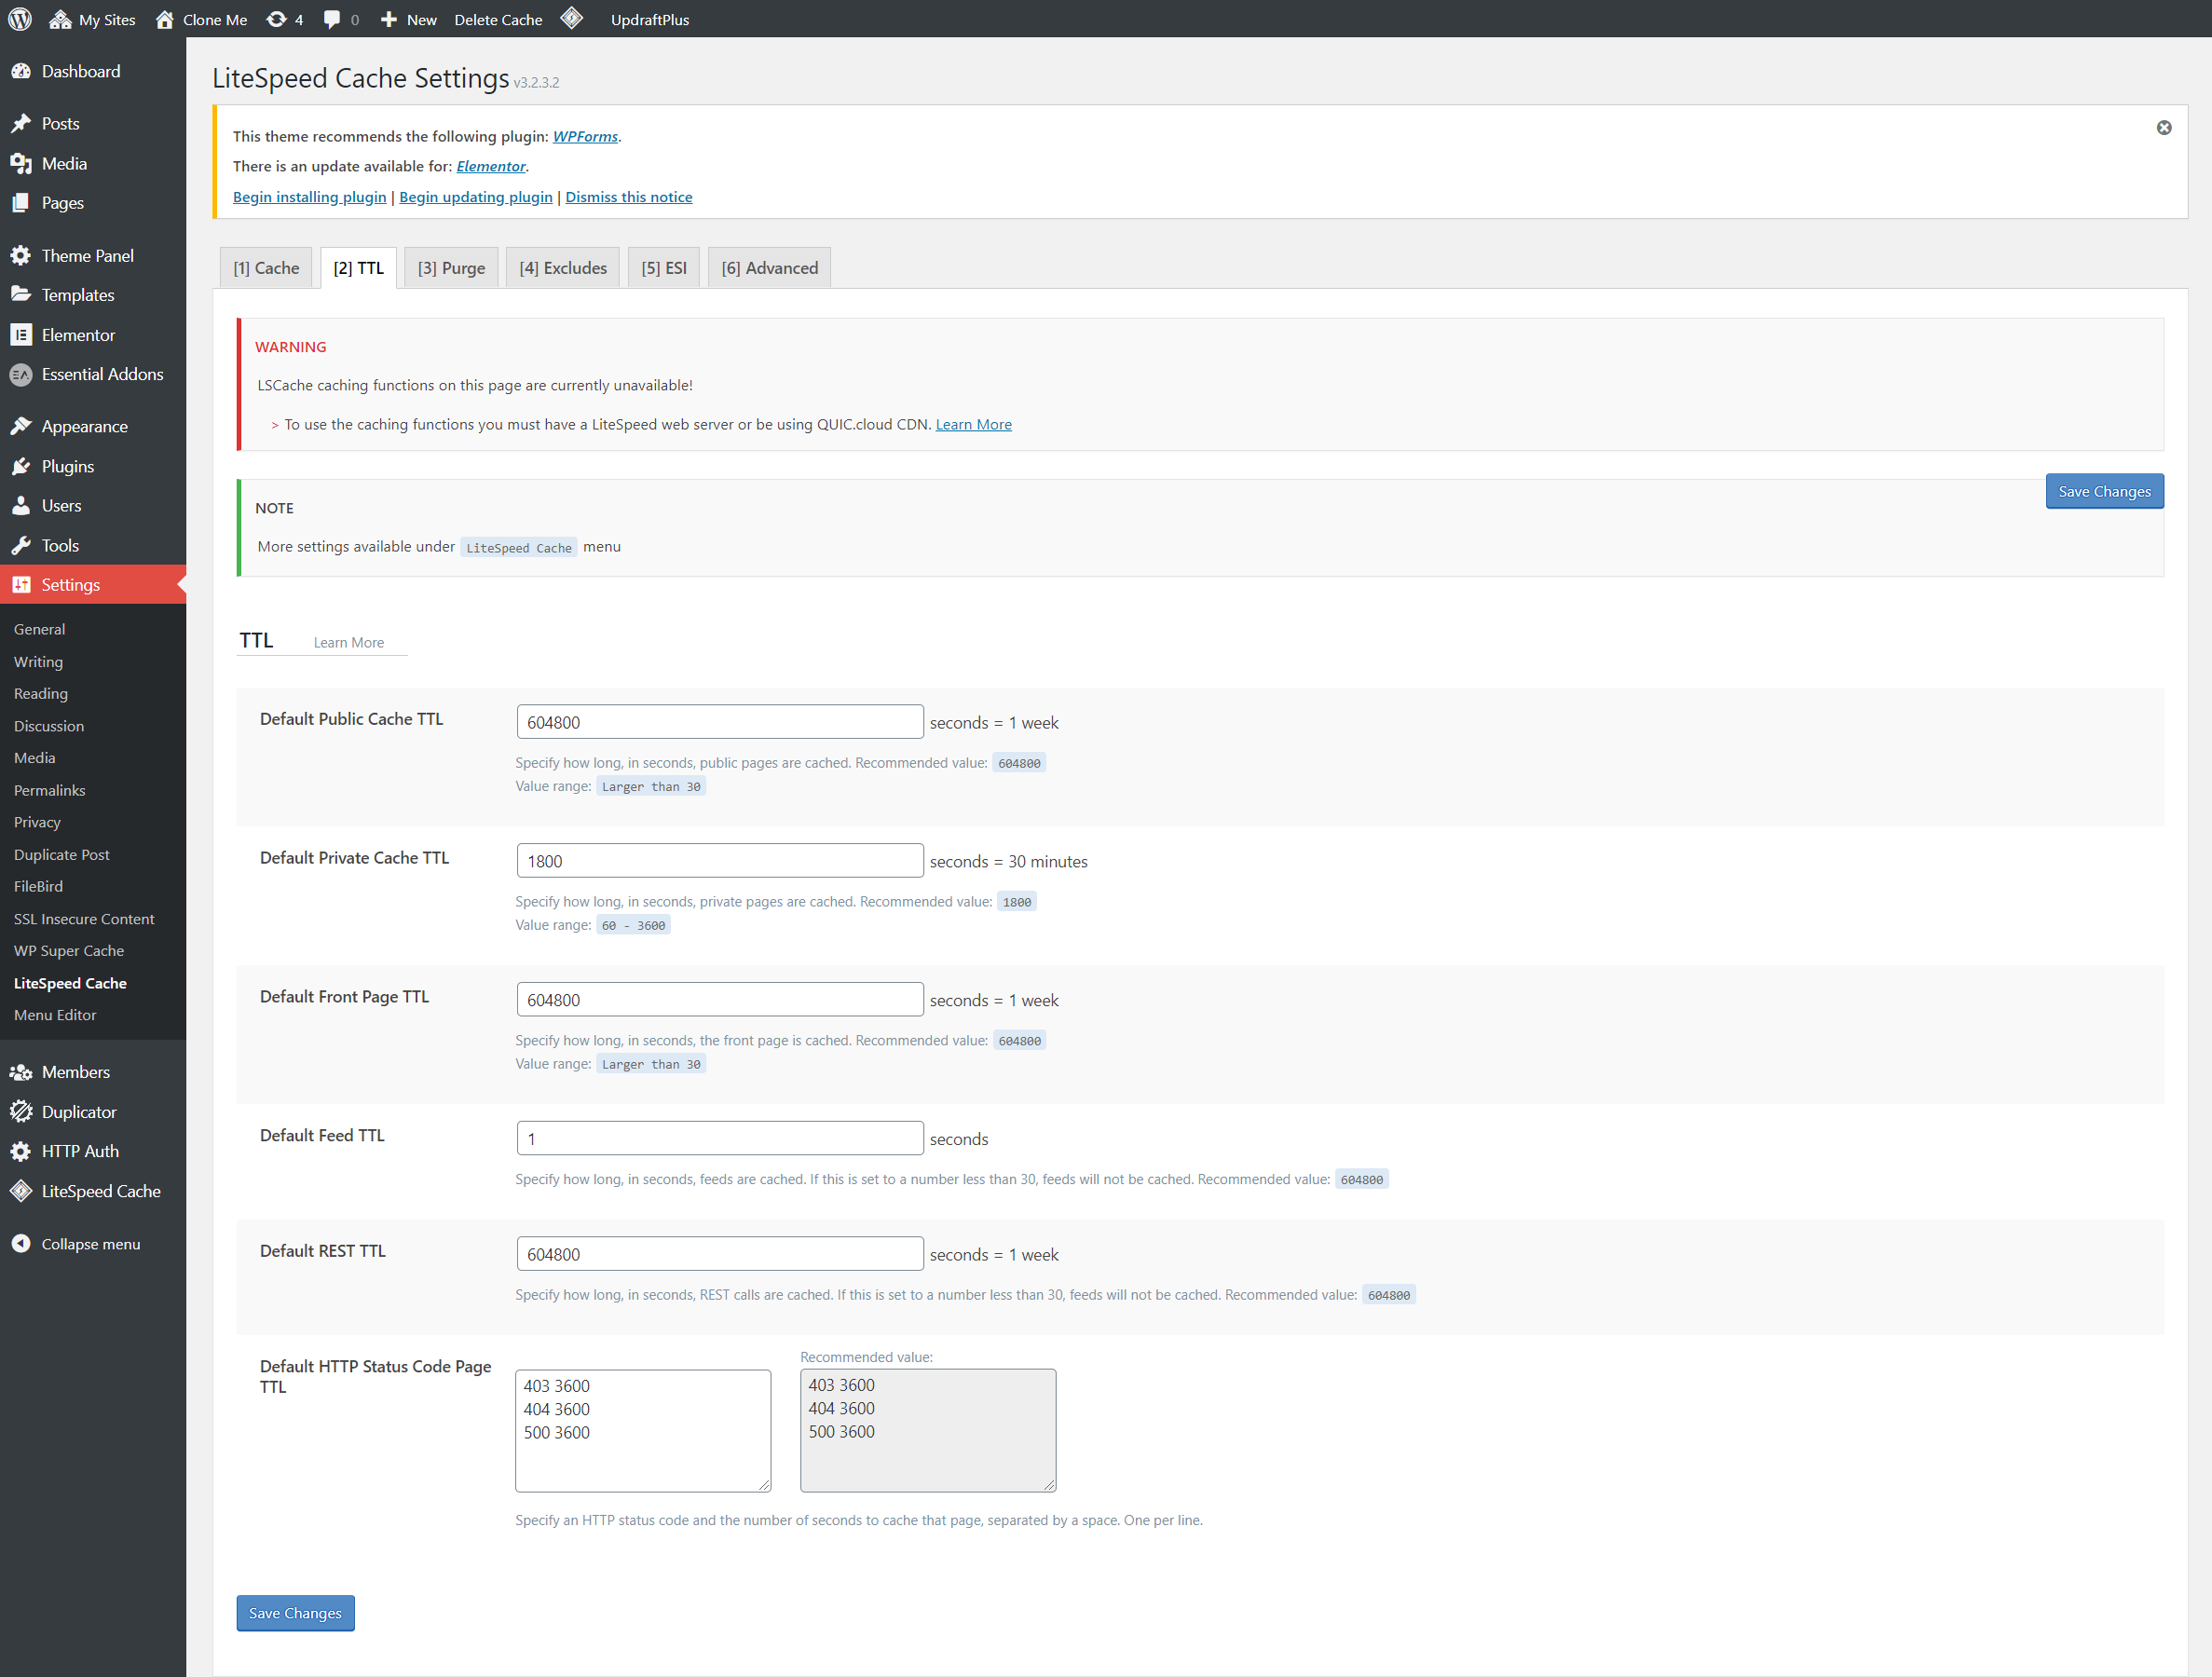 My Sites Clone Me 4 0 New Delete Cache UpdraftPlus
Dashboard
Posts
Media
Pages
Theme Panel
Templates
Elementor
Essential Addons
Appearance
Plugins
Users
Tools
Settings
General
Writing
Reading
Discussion
Media
Permalinks
Privacy
Duplicate Post
FileBird
SSL Insecure Content
WP Super Cache
LiteSpeed Cache
Menu Editor
Members
Duplicator
HTTP Auth
LiteSpeed Cache
Collapse menu
LiteSpeed Cache Settings v3.2.3.2
This theme recommends the following plugin: WPForms.
There is an update available for: Elementor.
Begin installing plugin | Begin updating plugin | Dismiss this notice
[1] Cache [2] TTL [3] Purge [4] Excludes [5] ESI [6] Advanced
WARNING
LSCache caching functions on this page are currently unavailable!
> To use the caching functions you must have a LiteSpeed web server or be using QUIC.cloud CDN. Learn More
Save Changes
NOTE
More settings available under LiteSpeed Cache menu
TTL Learn More
Default Public Cache TTL 604800 seconds = 1 week
Specify how long, in seconds, public pages are cached. Recommended value: 604800
Value range: Larger than 30
Default Private Cache TTL 1800 seconds = 30 minutes
Specify how long, in seconds, private pages are cached. Recommended value: 1800
Value range: 60 - 3600
Default Front Page TTL 604800 seconds = 1 week
Specify how long, in seconds, the front page is cached. Recommended value: 604800
Value range: Larger than 30
Default Feed TTL 1 seconds
Specify how long, in seconds, feeds are cached. If this is set to a number less than 30, feeds will not be cached. Recommended value: 604800
Default REST TTL 604800 seconds = 1 week
Specify how long, in seconds, REST calls are cached. If this is set to a number less than 30, feeds will not be cached. Recommended value: 604800
Default HTTP Status Code Page
TTL
403 3600
404 3600
500 3600
Recommended value:
403 3600
404 3600
500 3600
Specify an HTTP status code and the number of seconds to cache that page, separated by a space. One per line.
Save Changes